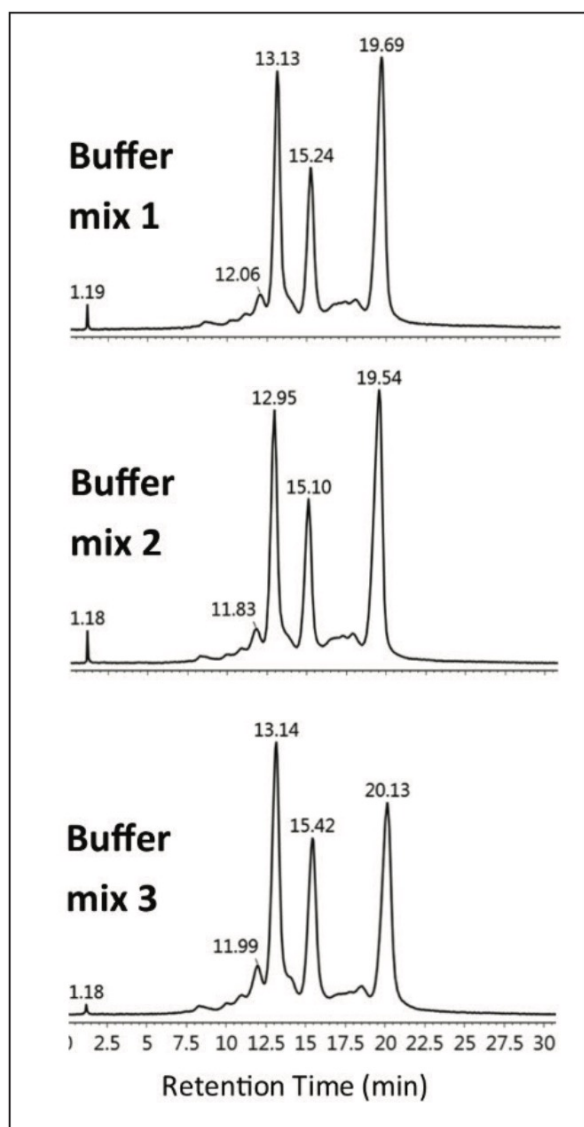 13.13
19.69
Buffer
mix 1
15.24
12.06
1.19
12.95
19.54
Buffer
mix 2
15.10
11.83
1.18
13.14
20.13
Buffer
mix 3
15.42
11.99
1.18
2.5 5 7.5 10 12.5 15 17.5 20 22.5 25 27.5 30
Retention Time (min)